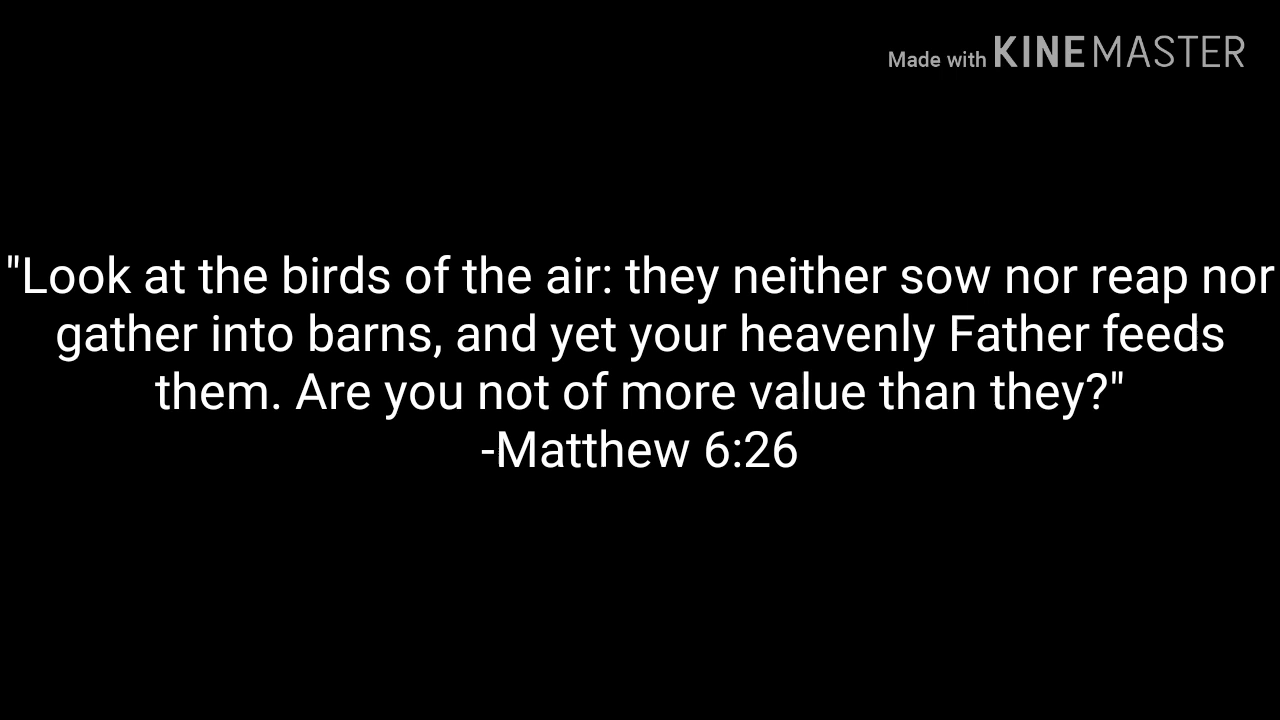 Made with KINEMASTER
"Look at the birds of the air: they neither sow nor reap nor
gather into barns, and yet your heavenly Father feeds
them. Are you not of more value than they?"
-Matthew 6:26